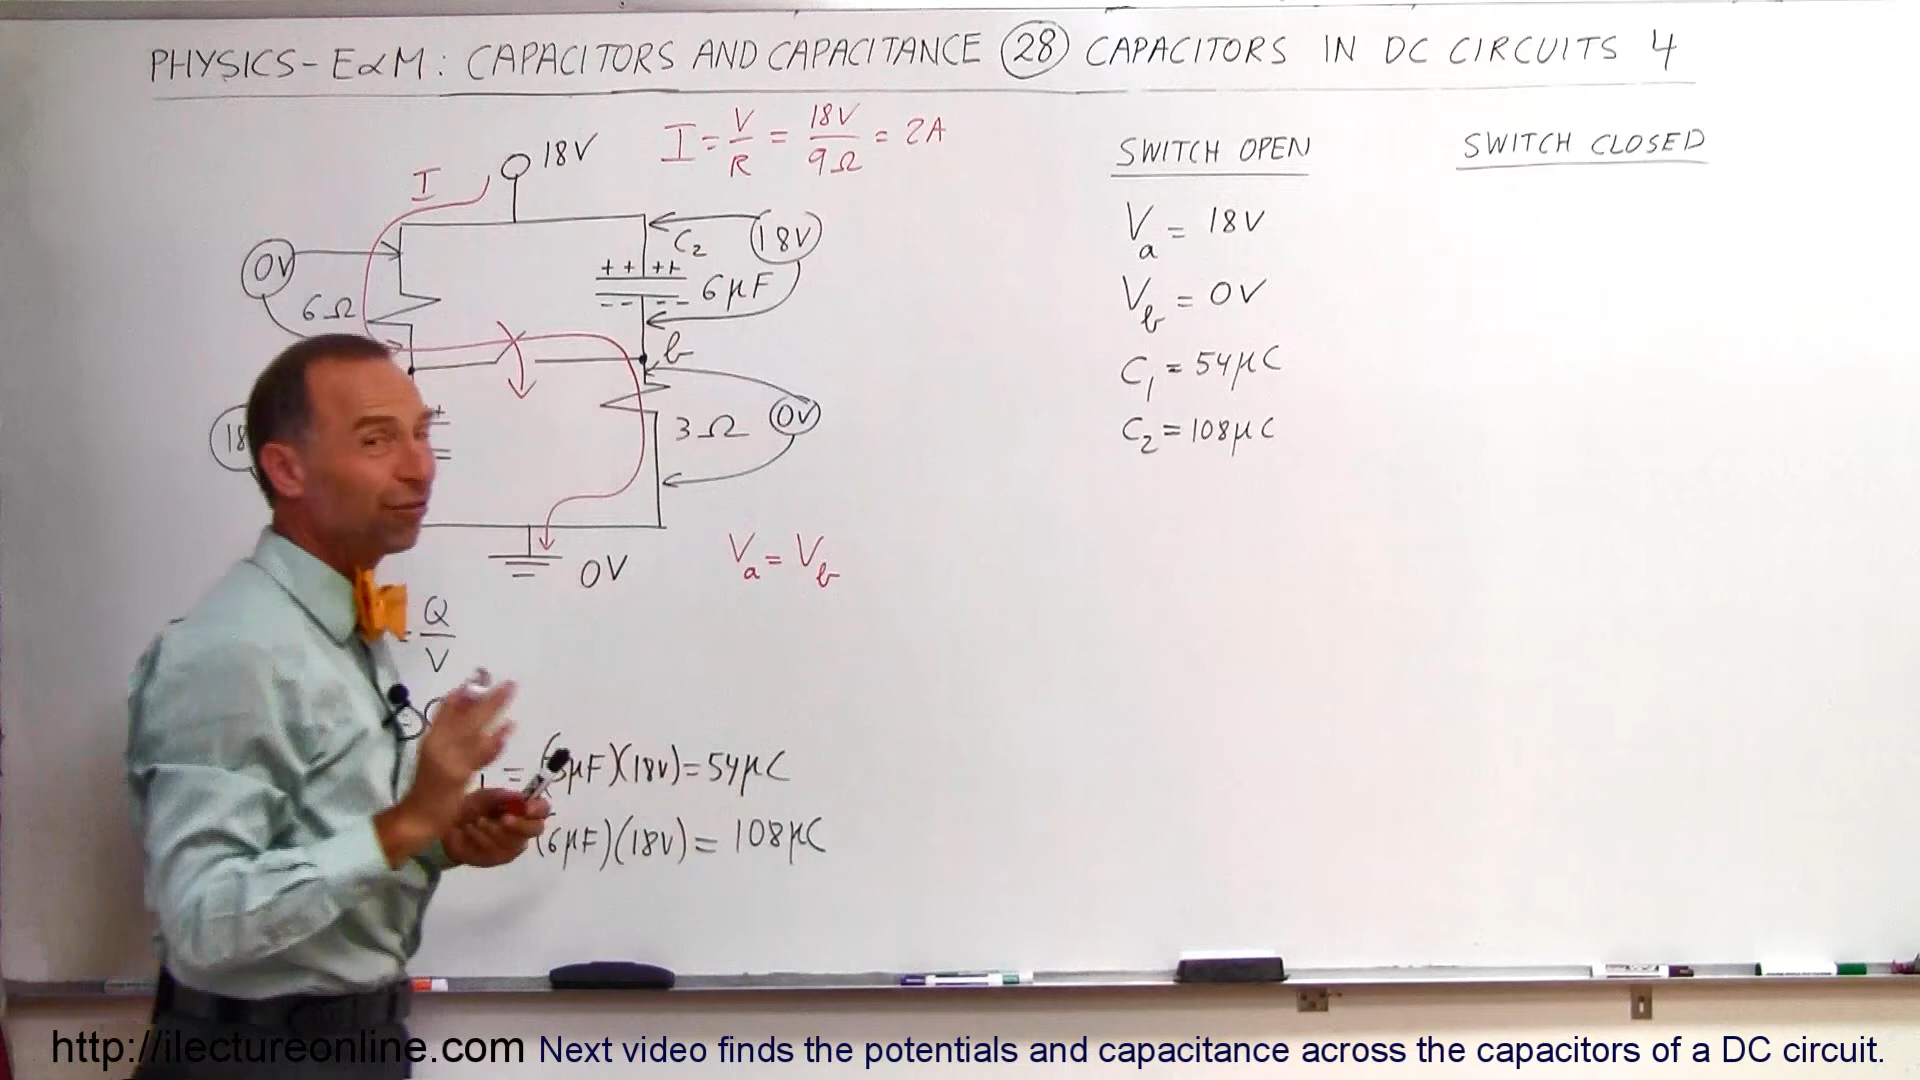 PHYSICS - E&M: CAPACITORS AND CAPACITANCE 28 CAPACITORS IN DC CIRCUITS 4
I = V/R = 18V/9Ω = 2A
I
18V
0V
C2
18V
6Ω
6μF
b
18
3Ω
0V
0V
Va = Vb
Q/V
= (3μF)(18V) = 54μC
(6μF)(18V) = 108μC
SWITCH OPEN
Va = 18V
Vb = 0V
C1 = 54μC
C2 = 108μC
SWITCH CLOSED
http://ilectureonline.com Next video finds the potentials and capacitance across the capacitors of a DC circuit.